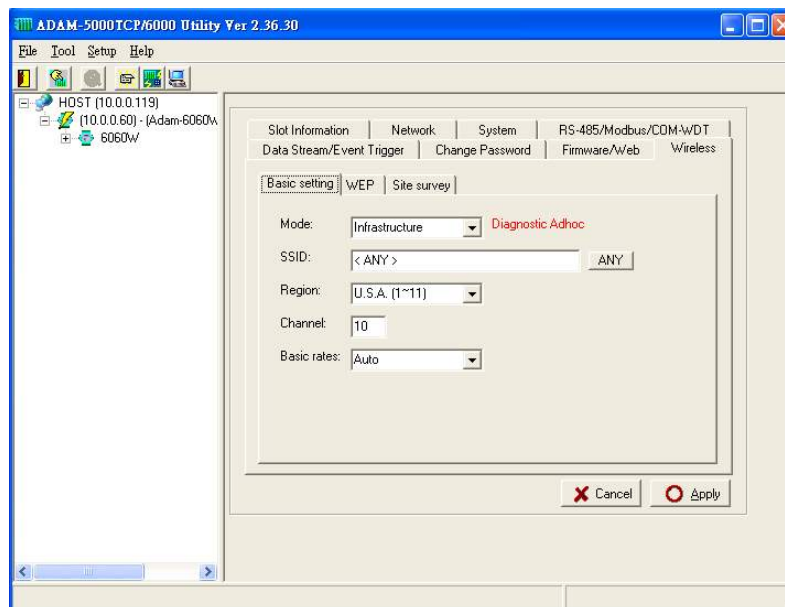 ADAM-5000TCP/6000 Utility Ver 2.36.30
File Tool Setup Help
HOST (10.0.0.119)
(10.0.0.60) - (Adam-6060W
6060W
Slot Information Network System RS-485/Modbus/COM-WDT
Data Stream/Event Trigger Change Password Firmware/Web Wireless
Basic setting WEP Site survey
Mode: Infrastructure Diagnostic Adhoc
SSID: < ANY > ANY
Region: U.S.A. (1~11)
Channel: 10
Basic rates: Auto
Cancel Apply